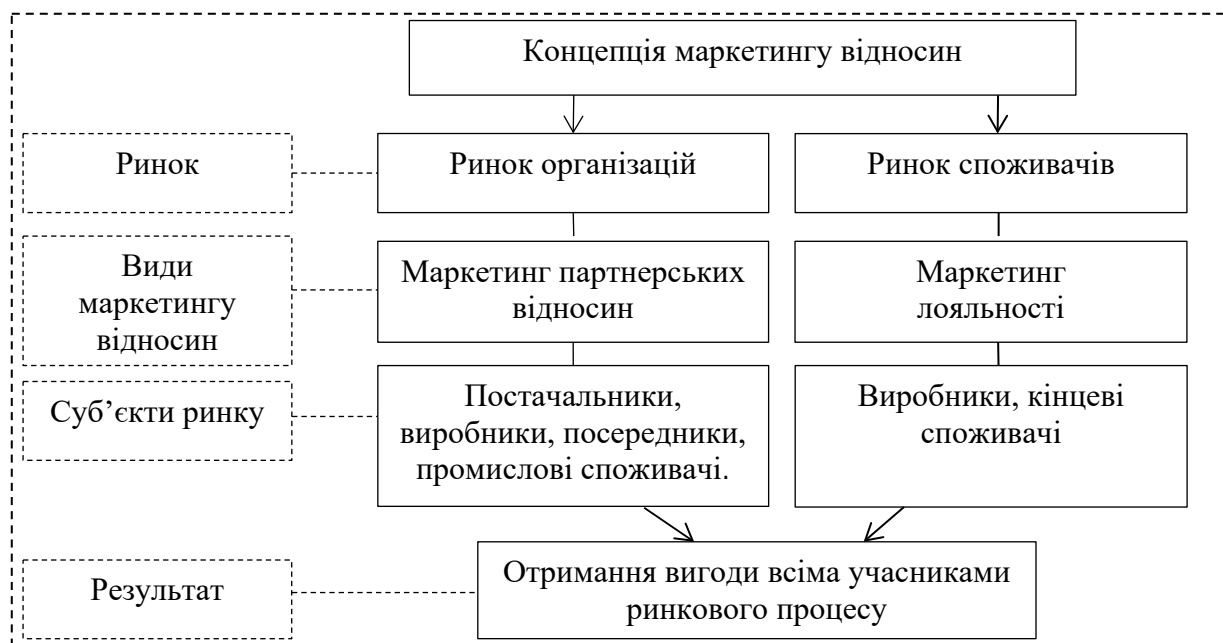 Концепція маркетингу відносин
Ринок
Ринок організацій
Ринок споживачів
Види
маркетингу
відносин
Маркетинг партнерських
відносин
Маркетинг
лояльності
Суб’єкти ринку
Постачальники,
виробники, посередники,
промислові споживачі.
Виробники, кінцеві
споживачі
Результат
Отримання вигоди всіма учасниками
ринкового процесу